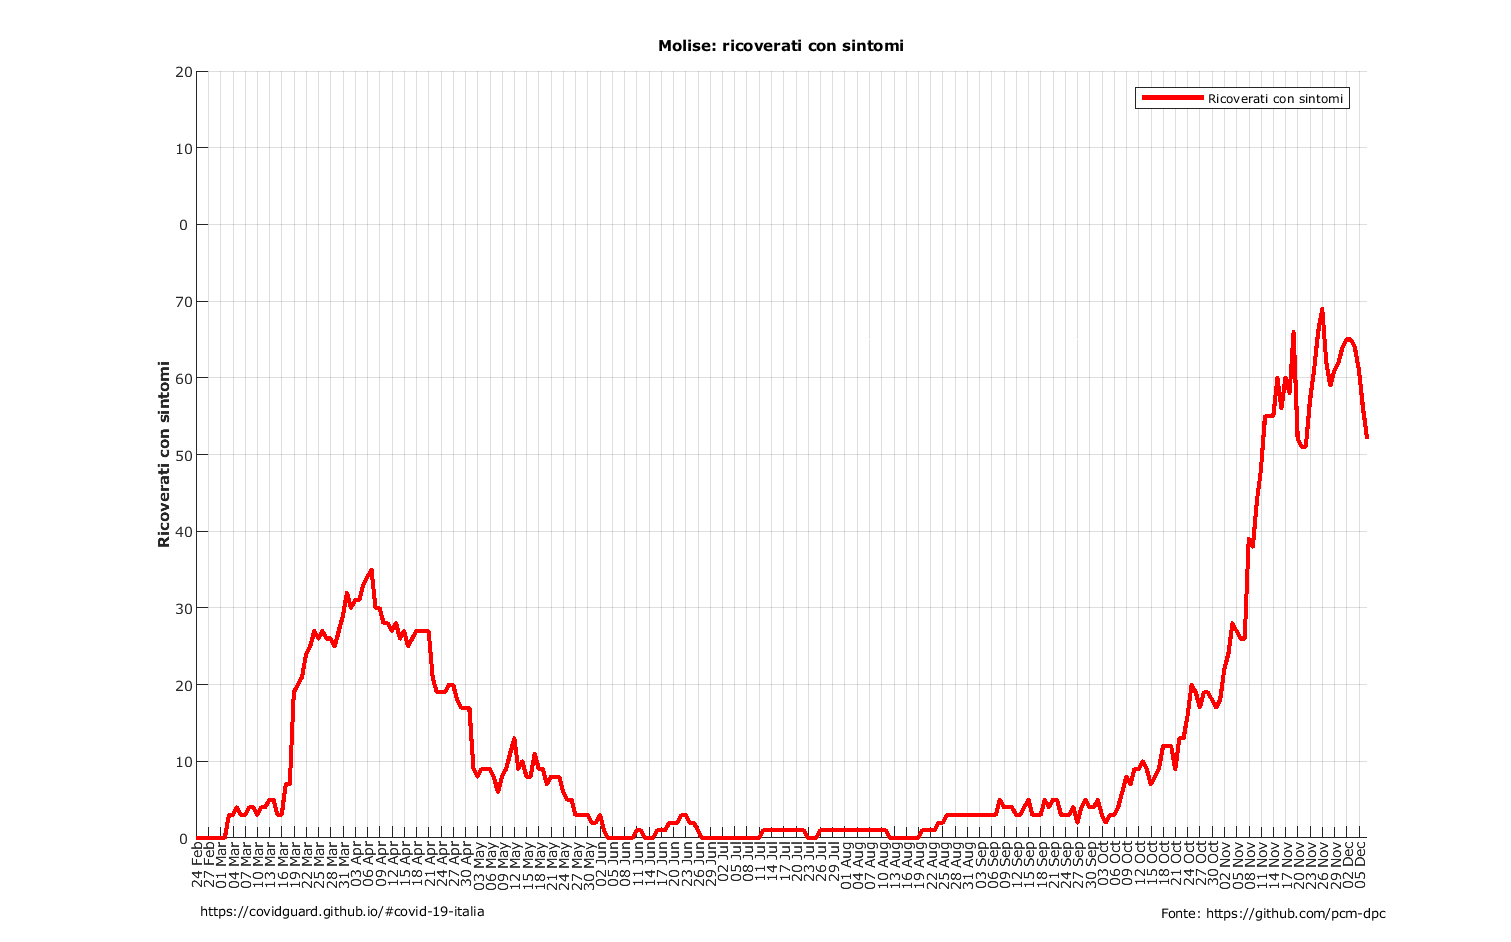 Molise: ricoverati con sintomi
Ricoverati con sintomi
20
10
0
70
60
50
40
30
20
10
0
Ricoverati con sintomi
24 Feb
27 Feb
01 Mar
04 Mar
07 Mar
10 Mar
13 Mar
16 Mar
19 Mar
22 Mar
25 Mar
28 Mar
31 Mar
03 Apr
06 Apr
09 Apr
12 Apr
15 Apr
18 Apr
21 Apr
24 Apr
27 Apr
30 Apr
03 May
06 May
09 May
12 May
15 May
18 May
21 May
24 May
27 May
30 May
02 Jun
05 Jun
08 Jun
11 Jun
14 Jun
17 Jun
20 Jun
23 Jun
26 Jun
29 Jun
02 Jul
05 Jul
08 Jul
11 Jul
14 Jul
17 Jul
20 Jul
23 Jul
26 Jul
29 Jul
01 Aug
04 Aug
07 Aug
10 Aug
13 Aug
16 Aug
19 Aug
22 Aug
25 Aug
28 Aug
31 Aug
03 Sep
06 Sep
09 Sep
12 Sep
15 Sep
18 Sep
21 Sep
24 Sep
27 Sep
30 Sep
03 Oct
06 Oct
09 Oct
12 Oct
15 Oct
18 Oct
21 Oct
24 Oct
27 Oct
30 Oct
02 Nov
05 Nov
08 Nov
11 Nov
14 Nov
17 Nov
20 Nov
23 Nov
26 Nov
29 Nov
02 Dec
05 Dec
https://covidguard.github.io/#covid-19-italia
Fonte: https://github.com/pcm-dpc